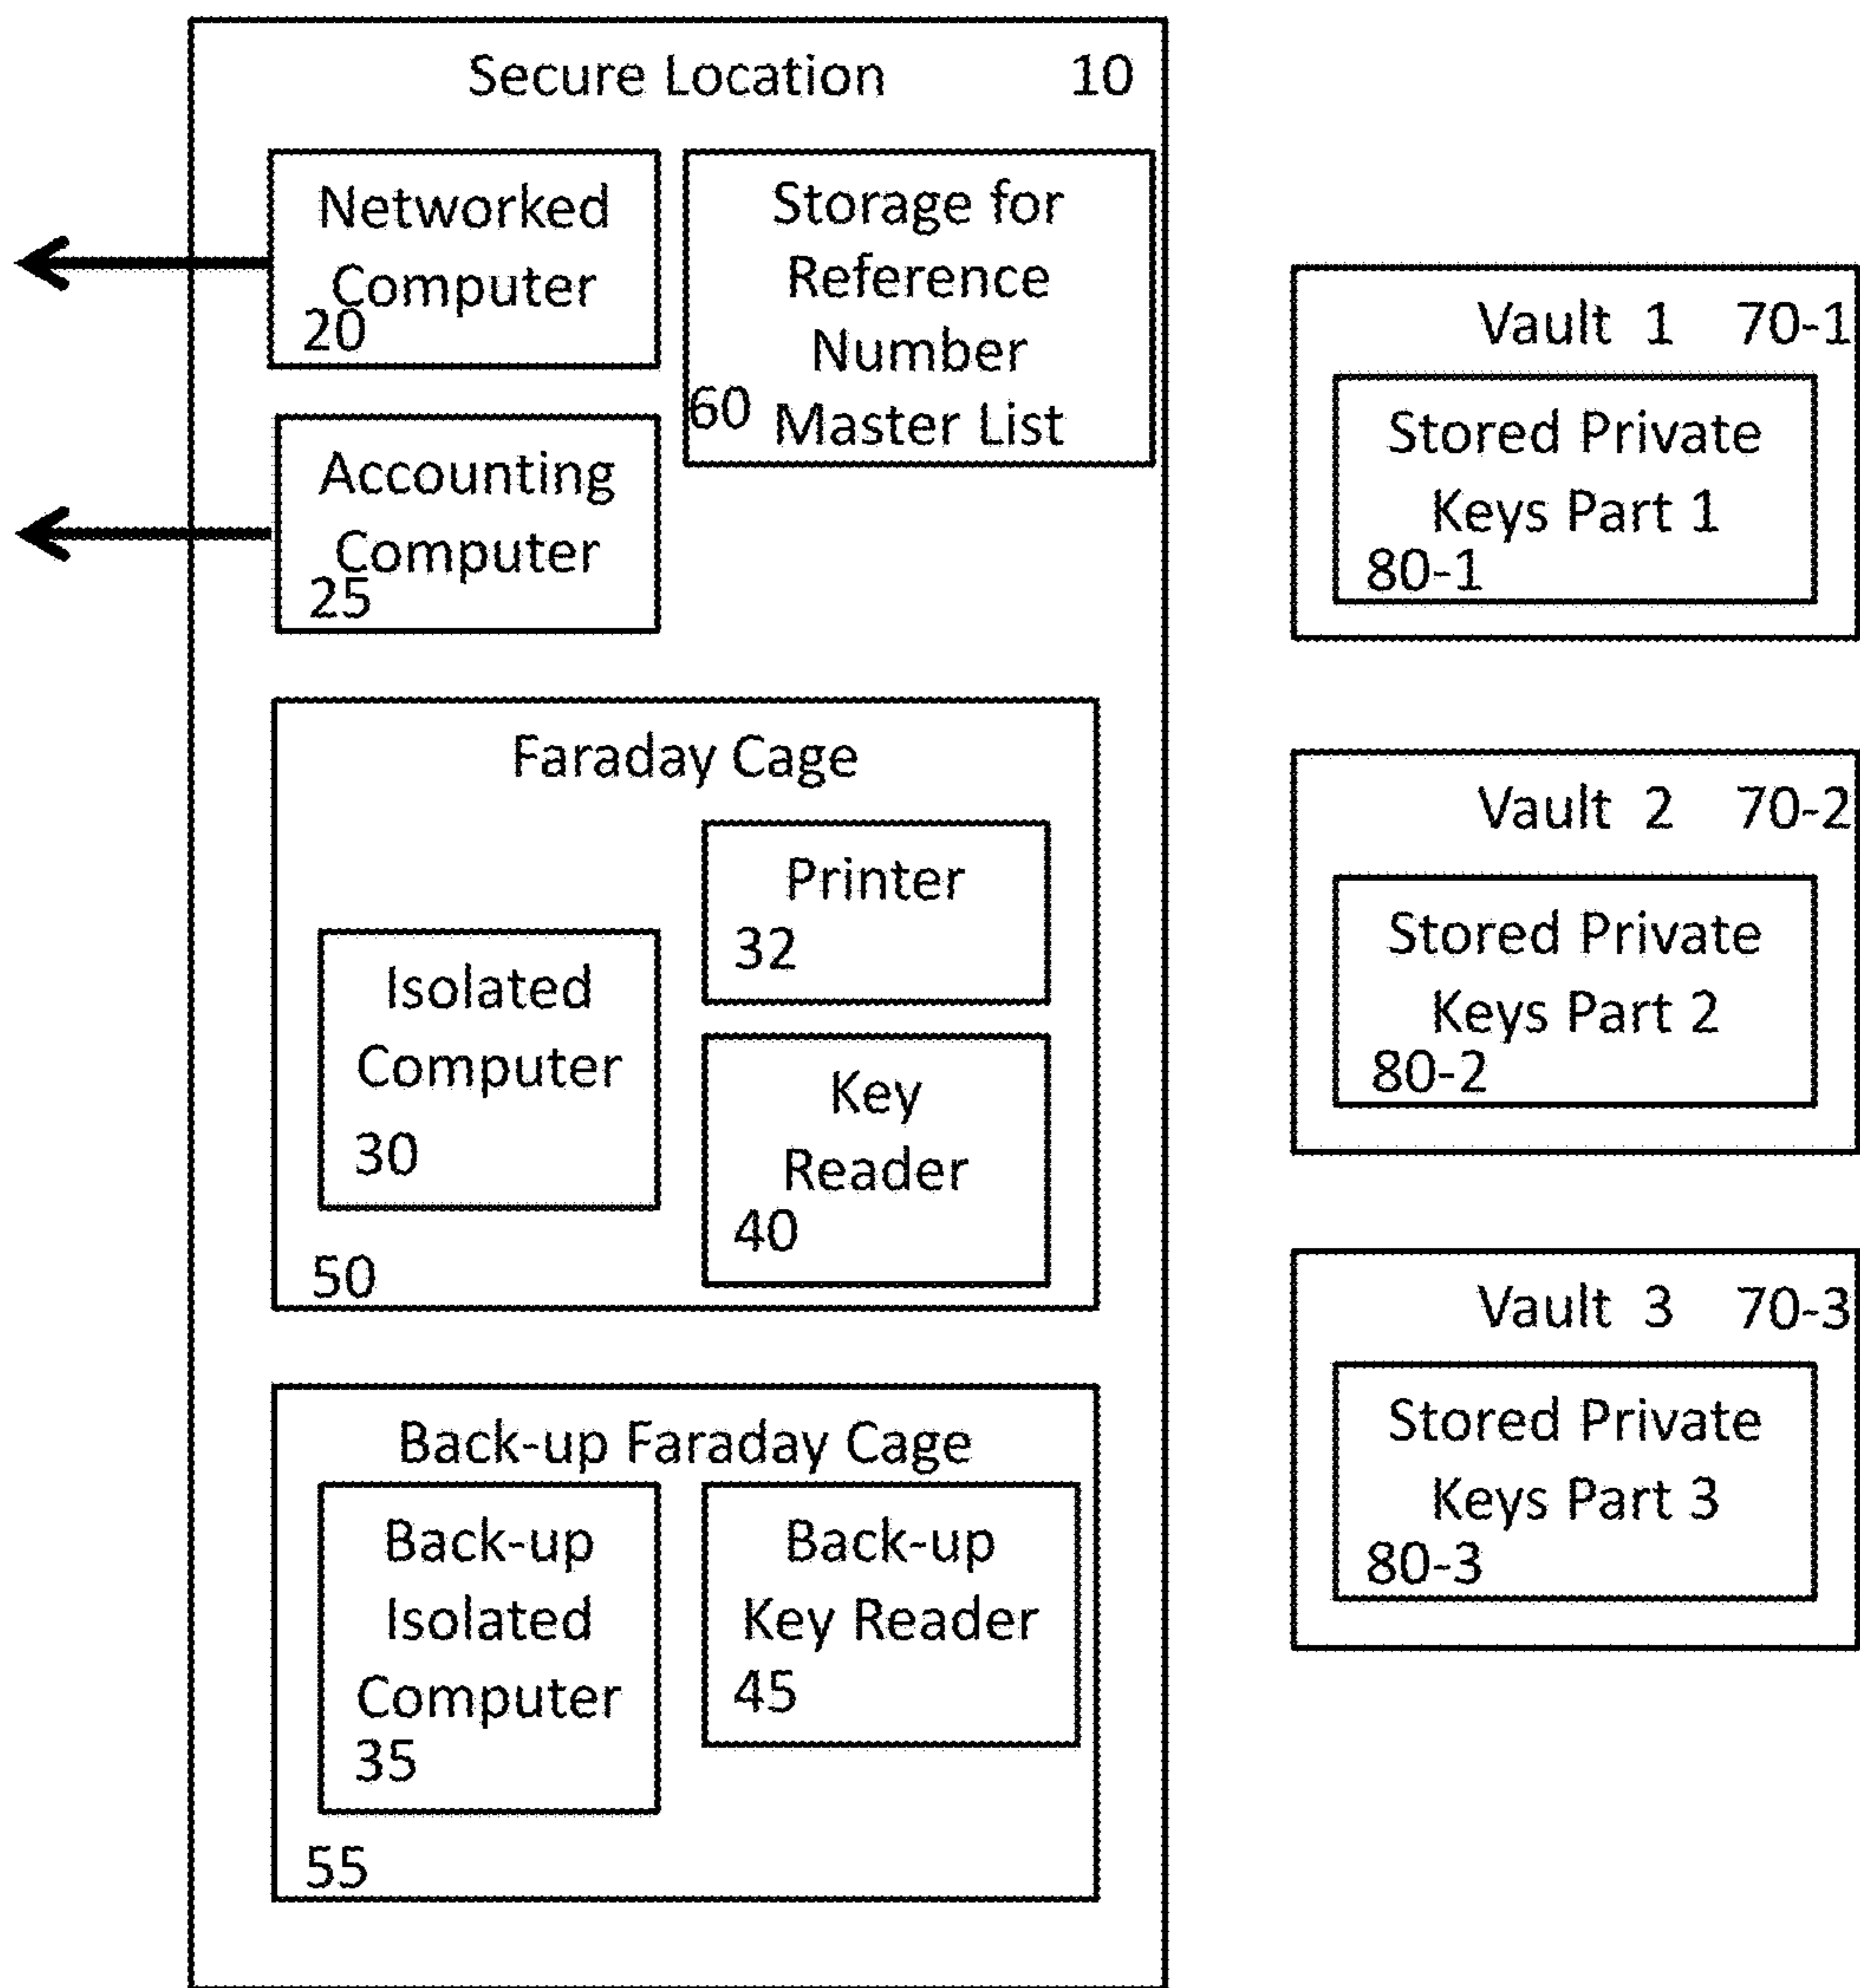 Secure Location 10
Networked
Computer
20
Storage for
Reference
Number
Master List
60
Accounting
Computer
25
Faraday Cage
Printer
32
Isolated
Computer
30
Key
Reader
40
50
Back-up Faraday Cage
Back-up
Isolated
Computer
35
Back-up
Key Reader
45
55
Vault 1 70-1
Stored Private
Keys Part 1
80-1
Vault 2 70-2
Stored Private
Keys Part 2
80-2
Vault 3 70-3
Stored Private
Keys Part 3
80-3